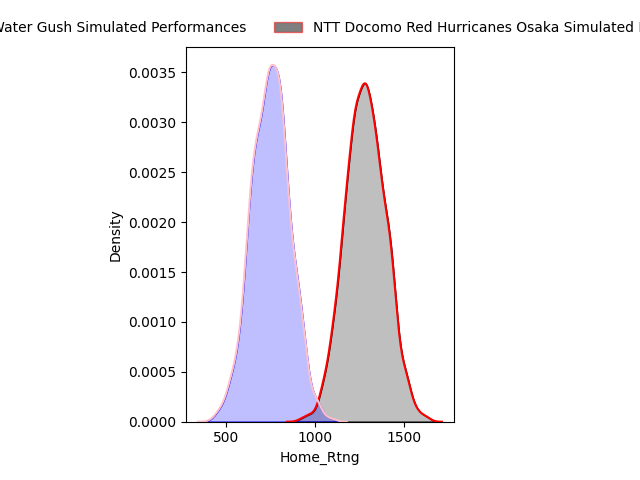 Water Gush Simulated Performances NTT Docomo Red Hurricanes Osaka Simulated
0.0035
0.0030
0.0025
0.0020
0.0015
0.0010
0.0005
0.0000
Density
500 1000 1500
Home_Rtng